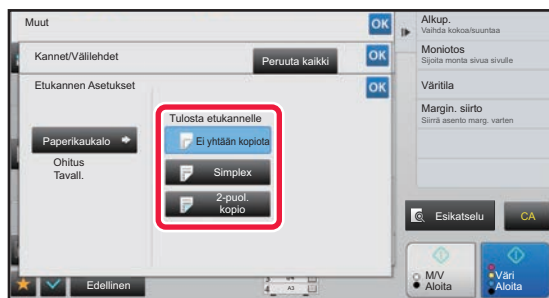 Muut
OK
Kannet/Välilehdet
Peruuta kaikki
OK
Etukannen Asetukset
OK
Tulosta etukannelle
Paperikaukalo
Ohitus
Tavall.
Ei yhtään kopiota
Simplex
2-puol.
kopio
Edellinen
4 A3
Alkup.
Vaihda kokoa/suuntaa
Moniotos
Sijoita monta sivua sivulle
Väritila
Margin. siirto
Siirrä asento marg. varten
Esikatselu
CA
M/V
Aloita
Väri
Aloita